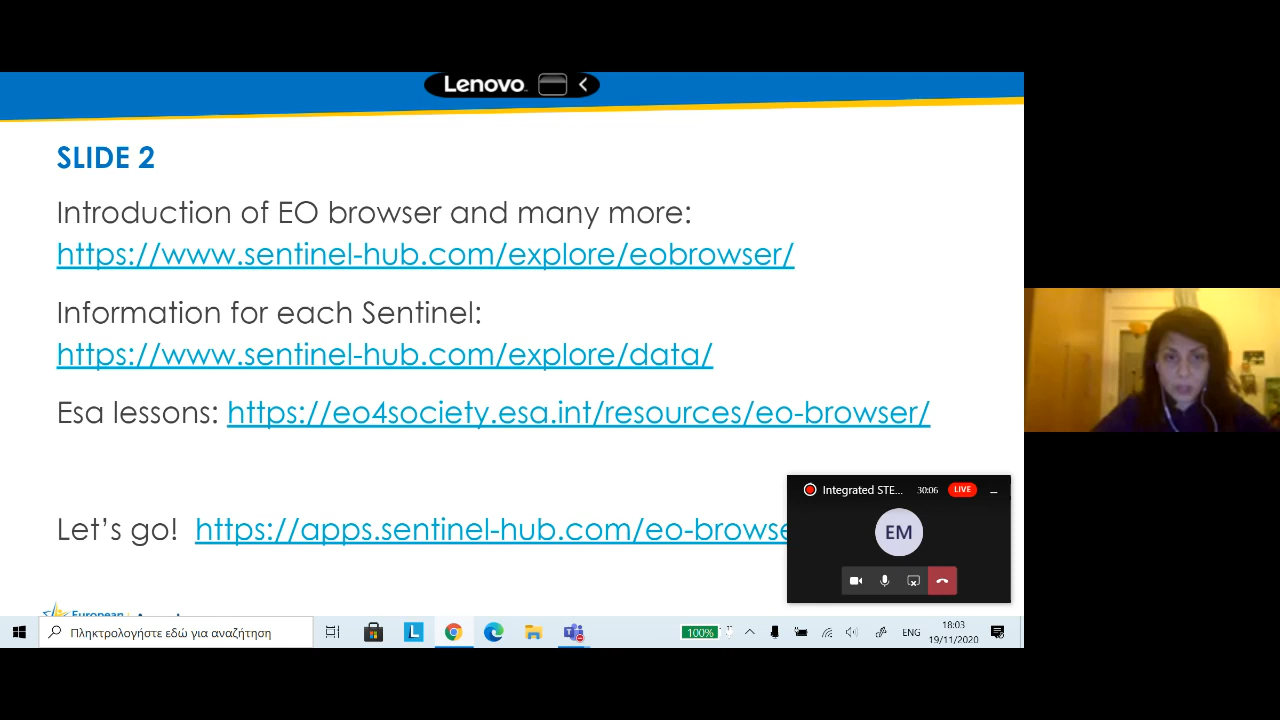 Lenovo
SLIDE 2
Introduction of EO browser and many more:
https://www.sentinel-hub.com/explore/eobrowser/
Information for each Sentinel:
https://www.sentinel-hub.com/explore/data/
Esa lessons: https://eo4society.esa.int/resources/eo-browser/
Integrated STE... 30:06 LIVE
EM
Let's go! https://apps.sentinel-hub.com/eo-browse
European
Πληκτρολογήστε εδώ για αναζήτηση
L
100%
ENG
18:03
19/11/2020